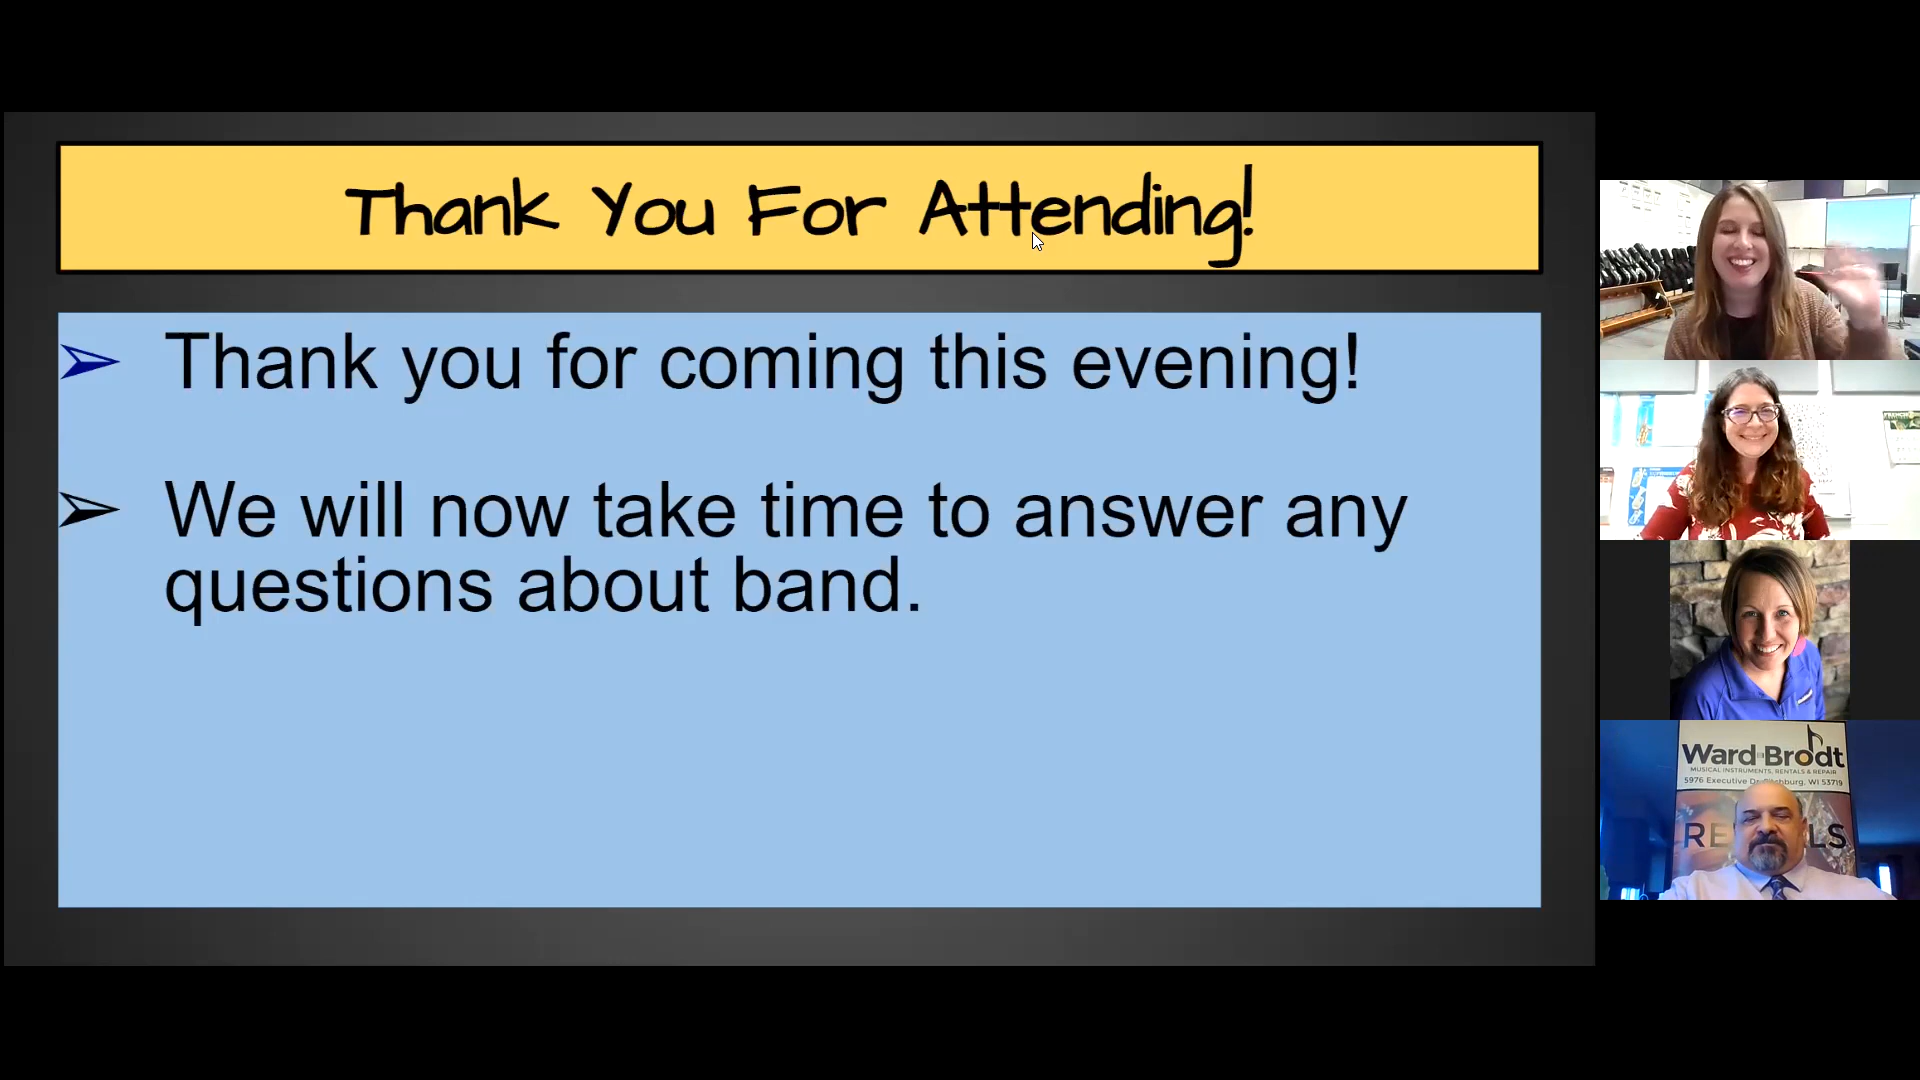 Thank You For Attending!
➢ Thank you for coming this evening!
➢ We will now take time to answer any
questions about band.
Ward-Brodt
MUSICAL INSTRUMENTS, RENTALS & REPAIR
5976 Executive Dr. Fitchburg, WI 53719